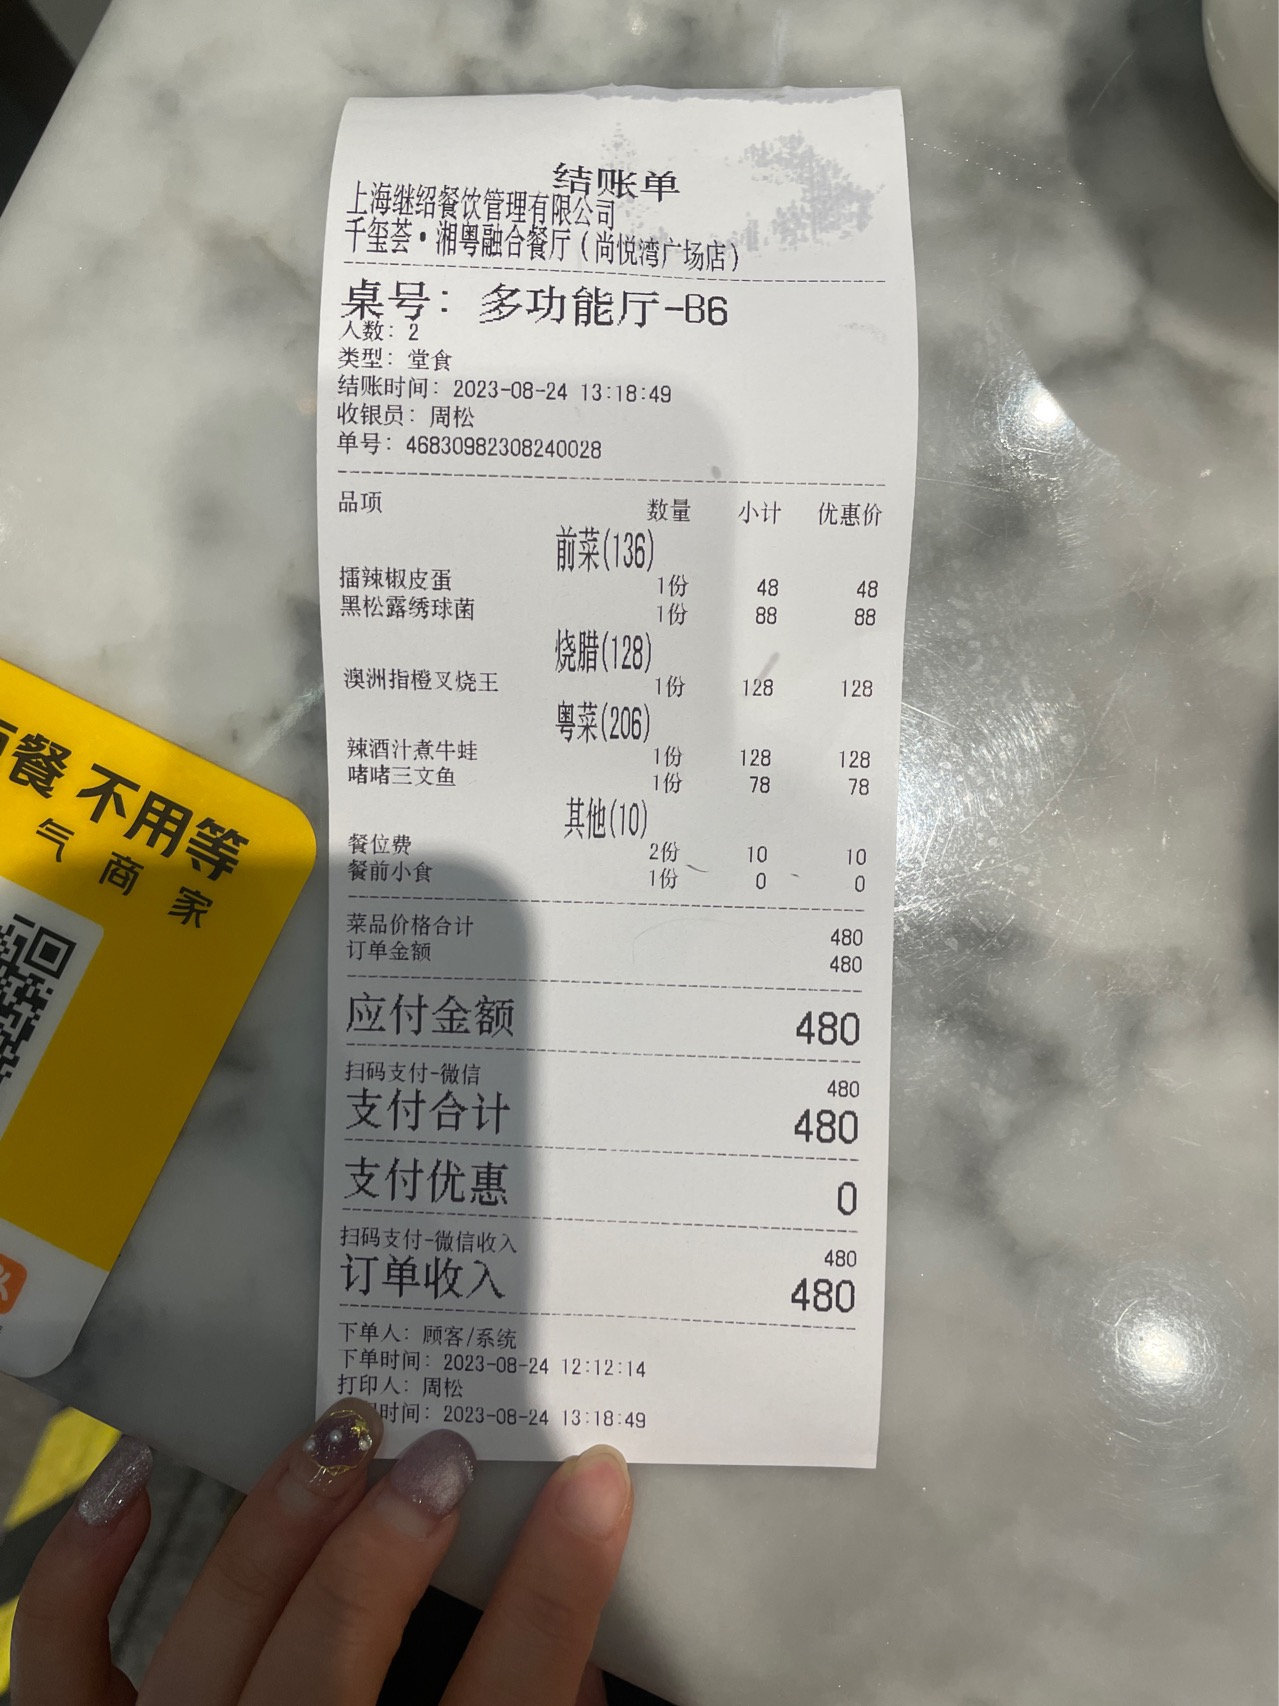 结账单
上海继绍餐饮管理有限公司
千玺荟·湘粤融合餐厅(尚悦湾广场店)
桌号: 多功能厅-B6
人数: 2
类型: 堂食
结账时间: 2023-08-24 13:18:49
收银员: 周松
单号: 46830982308240028
品项 数量 小计 优惠价
前菜(136)
擂辣椒皮蛋 1份 48 48
黑松露绣球菌 1份 88 88
烧腊(128)
澳洲指橙叉烧王 1份 128 128
粤菜(206)
辣酒汁煮牛蛙 1份 128 128
啫啫三文鱼 1份 78 78
其他(10)
餐位费 2份 10 10
餐前小食 1份 0 0
菜品价格合计 480
订单金额 480
应付金额 480
扫码支付-微信 480
支付合计 480
支付优惠 0
扫码支付-微信收入 480
订单收入 480
下单人: 顾客/系统
下单时间: 2023-08-24 12:12:14
打印人: 周松
时间: 2023-08-24 13:18:49
餐 不用等
气商家